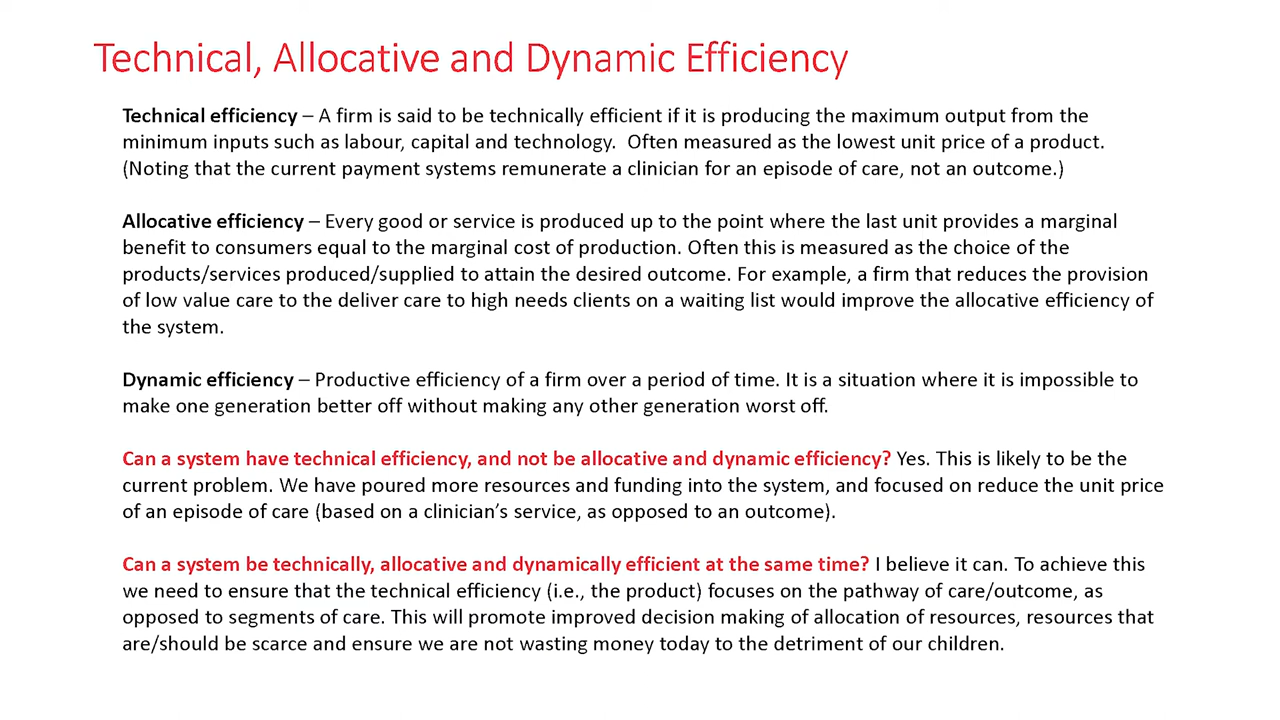 Technical, Allocative and Dynamic Efficiency
Technical efficiency – A firm is said to be technically efficient if it is producing the maximum output from the
minimum inputs such as labour, capital and technology.  Often measured as the lowest unit price of a product.
(Noting that the current payment systems remunerate a clinician for an episode of care, not an outcome.)
Allocative efficiency – Every good or service is produced up to the point where the last unit provides a marginal
benefit to consumers equal to the marginal cost of production. Often this is measured as the choice of the
products/services produced/supplied to attain the desired outcome. For example, a firm that reduces the provision
of low value care to the deliver care to high needs clients on a waiting list would improve the allocative efficiency of
the system.
Dynamic efficiency – Productive efficiency of a firm over a period of time. It is a situation where it is impossible to
make one generation better off without making any other generation worst off.
Can a system have technical efficiency, and not be allocative and dynamic efficiency? Yes. This is likely to be the
current problem. We have poured more resources and funding into the system, and focused on reduce the unit price
of an episode of care (based on a clinician's service, as opposed to an outcome).
Can a system be technically, allocative and dynamically efficient at the same time? I believe it can. To achieve this
we need to ensure that the technical efficiency (i.e., the product) focuses on the pathway of care/outcome, as
opposed to segments of care. This will promote improved decision making of allocation of resources, resources that
are/should be scarce and ensure we are not wasting money today to the detriment of our children.